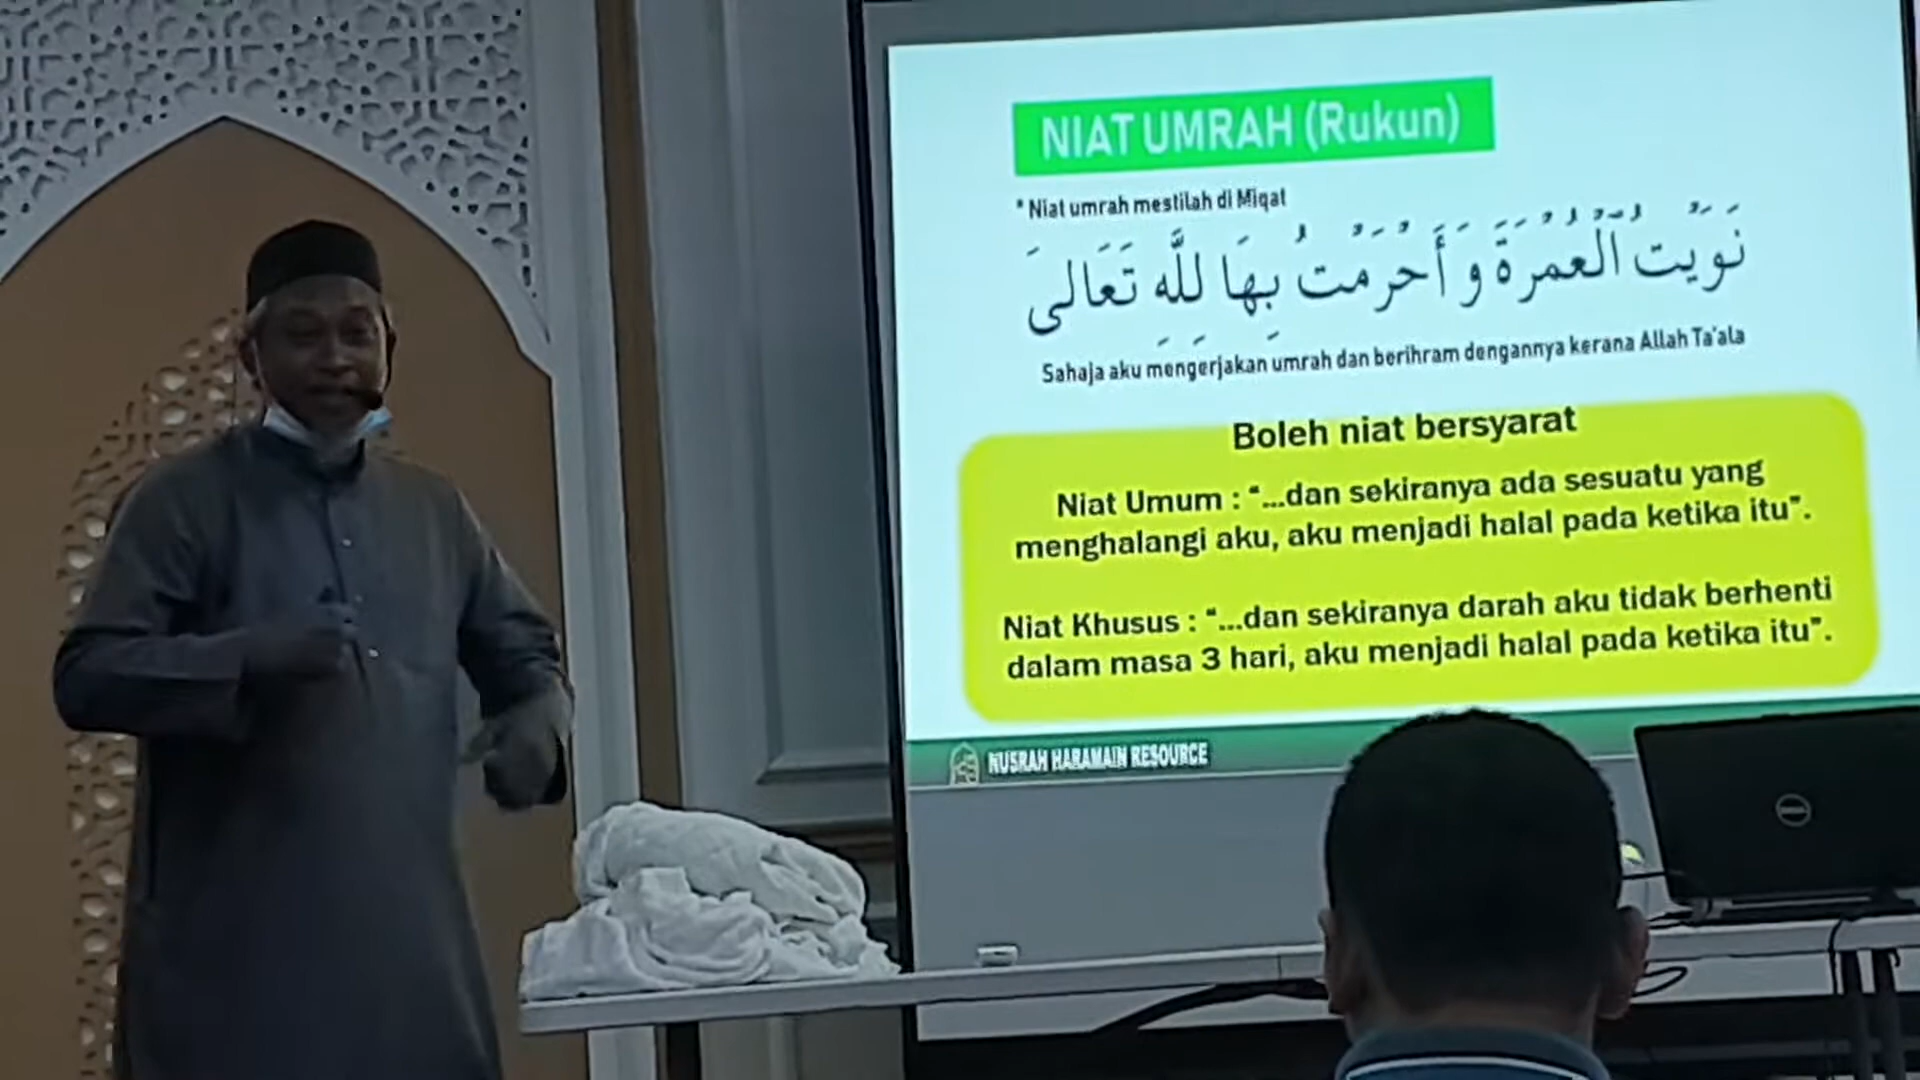 NIAT UMRAH (Rukun)
* Niat umrah mestilah di Miqat
نَوَيْتُ الْعُمْرَةَ وَ أَحْرَمْتُ بِهَا لِلَّهِ تَعَالَى
Sahaja aku mengerjakan umrah dan berihram dengannya kerana Allah Ta'ala
Boleh niat bersyarat
Niat Umum : “...dan sekiranya ada sesuatu yang
menghalangi aku, aku menjadi halal pada ketika itu”.
Niat Khusus : “...dan sekiranya darah aku tidak berhenti
dalam masa 3 hari, aku menjadi halal pada ketika itu”.
NUSRAH HARAMAIN RESOURCE
DELL